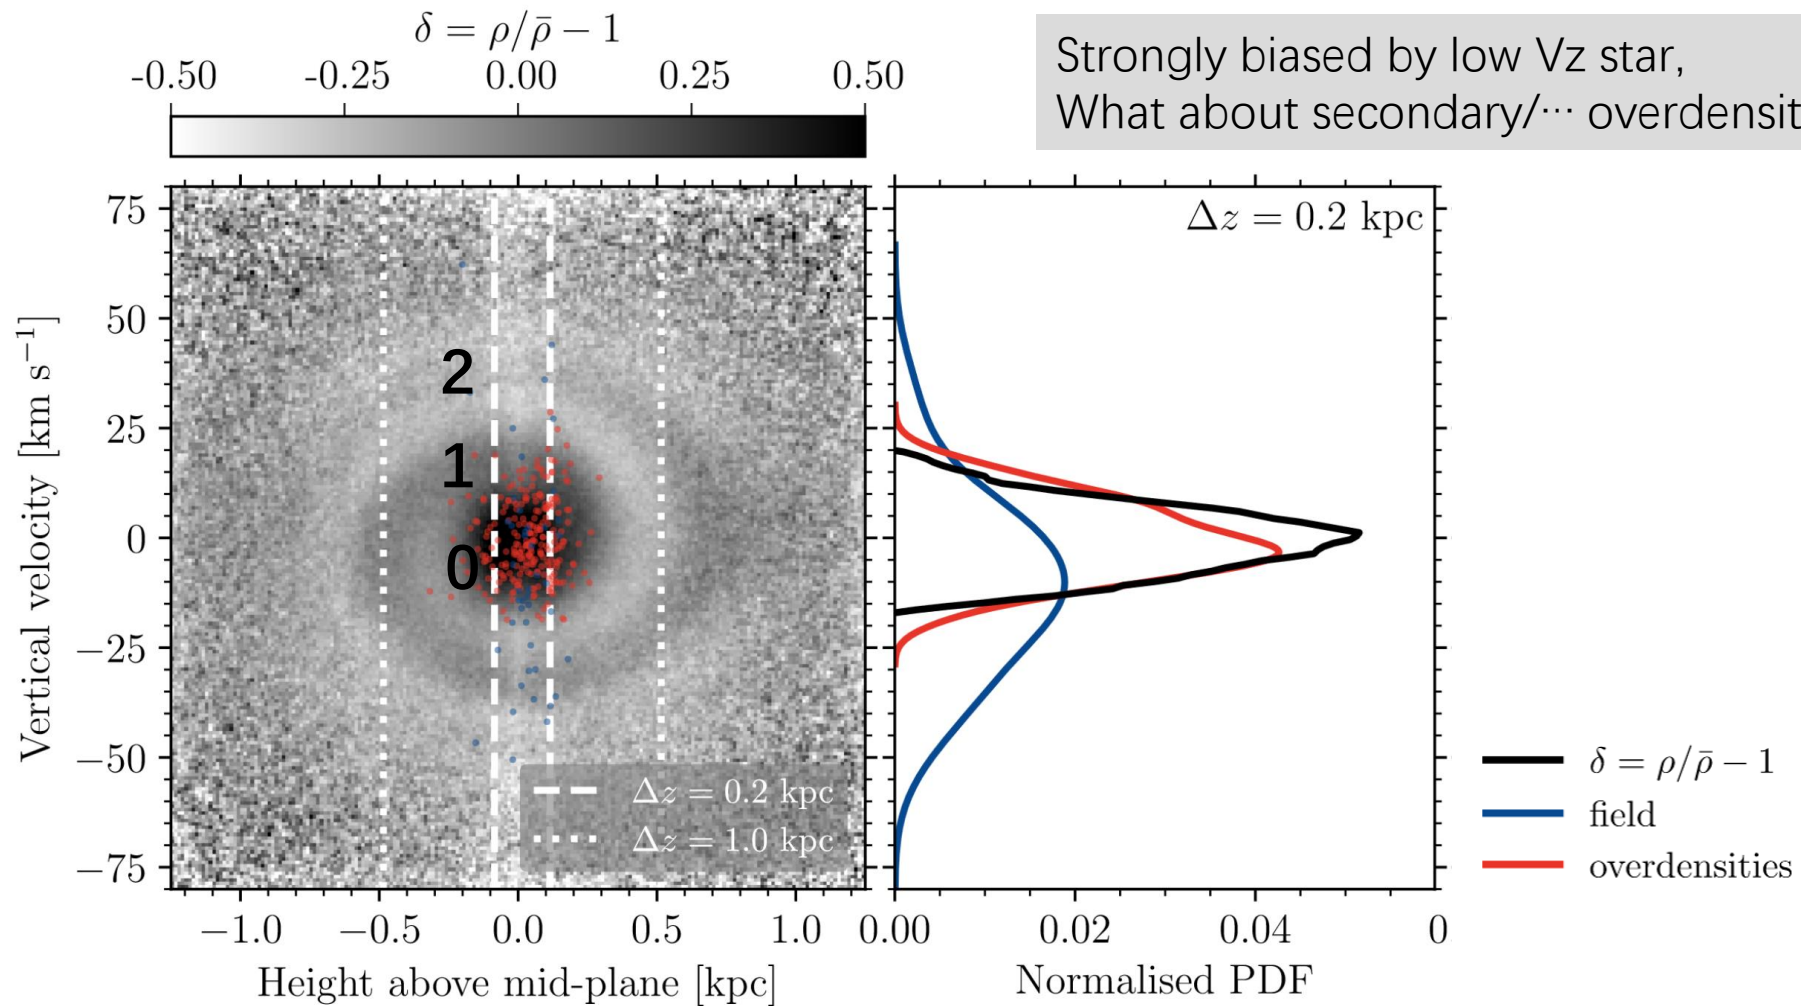 δ = ρ/ρ̄ − 1
-0.50 -0.25 0.00 0.25 0.50
Strongly biased by low Vz star,
What about secondary/⋯ overdensit
Vertical velocity [km s⁻¹]
75
50
25
0
−25
−50
−75
2
1
0
Δz = 0.2 kpc
Δz = 1.0 kpc
−1.0 −0.5 0.0 0.5 1.0
Height above mid-plane [kpc]
Δz = 0.2 kpc
0.00 0.02 0.04 0
Normalised PDF
δ = ρ/ρ̄ − 1
field
overdensities